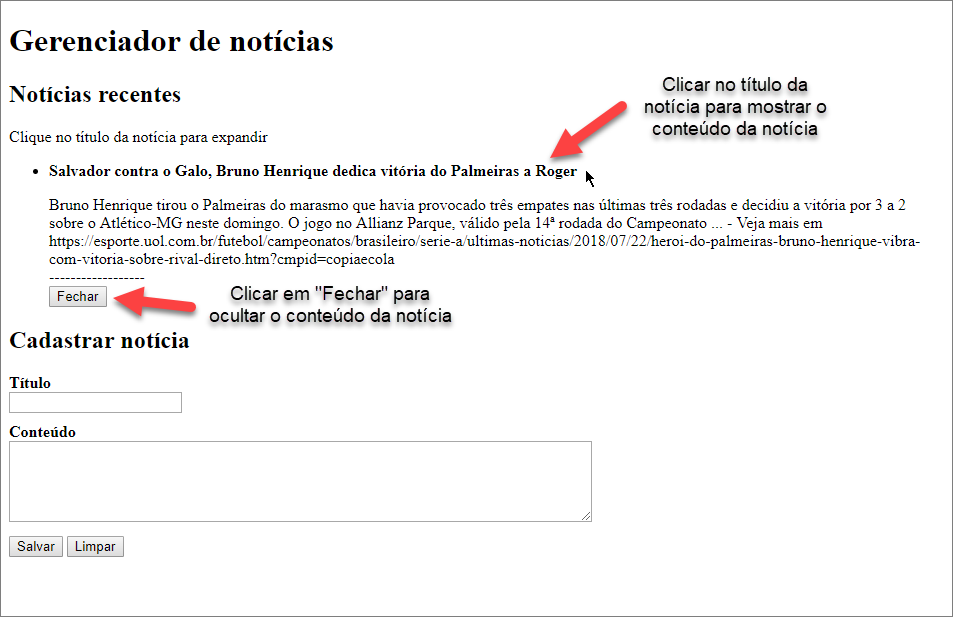 Gerenciador de notícias
Notícias recentes
Clicar no título da
notícia para mostrar o
conteúdo da notícia
Clique no título da notícia para expandir
Salvador contra o Galo, Bruno Henrique dedica vitória do Palmeiras a Roger
Bruno Henrique tirou o Palmeiras do marasmo que havia provocado três empates nas últimas três rodadas e decidiu a vitória por 3 a 2
sobre o Atlético-MG neste domingo. O jogo no Allianz Parque, válido pela 14ª rodada do Campeonato ... - Veja mais em
https://esporte.uol.com.br/futebol/campeonatos/brasileiro/serie-a/ultimas-noticias/2018/07/22/heroi-do-palmeiras-bruno-henrique-vibra-
com-vitoria-sobre-rival-direto.htm?cmpid=copiaecola
------------------
Fechar
Clicar em "Fechar" para
ocultar o conteúdo da notícia
Cadastrar notícia
Título
Conteúdo
Salvar Limpar